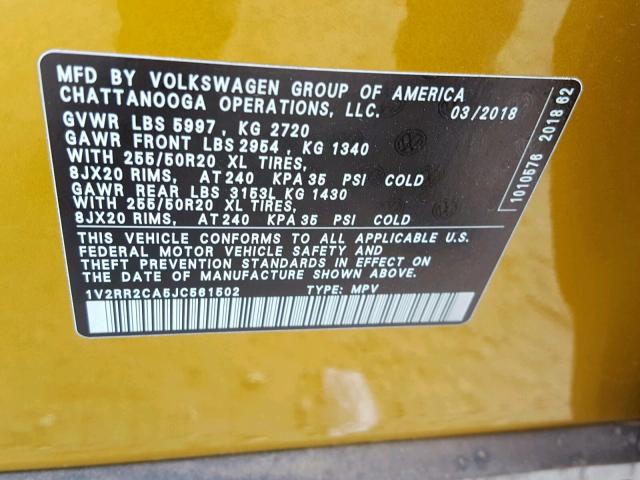 MFD BY VOLKSWAGEN GROUP OF AMERICA
CHATTANOOGA OPERATIONS, LLC. 03/2018
GVWR LBS 5997, KG 2720
GAWR FRONT LBS 2954, KG 1340
WITH 255/50R20 XL TIRES,
8JX20 RIMS, AT 240 KPA 35 PSI COLD
GAWR REAR LBS 3153L KG 1430
WITH 255/50R20 XL TIRES,
8JX20 RIMS, AT 240 KPA 35 PSI COLD
THIS VEHICLE CONFORMS TO ALL APPLICABLE U.S.
FEDERAL MOTOR VEHICLE SAFETY AND
THEFT PREVENTION STANDARDS IN EFFECT ON
THE DATE OF MANUFACTURE SHOWN ABOVE.
1V2RR2CA5JC561502 TYPE: MPV
1010576 2018 62